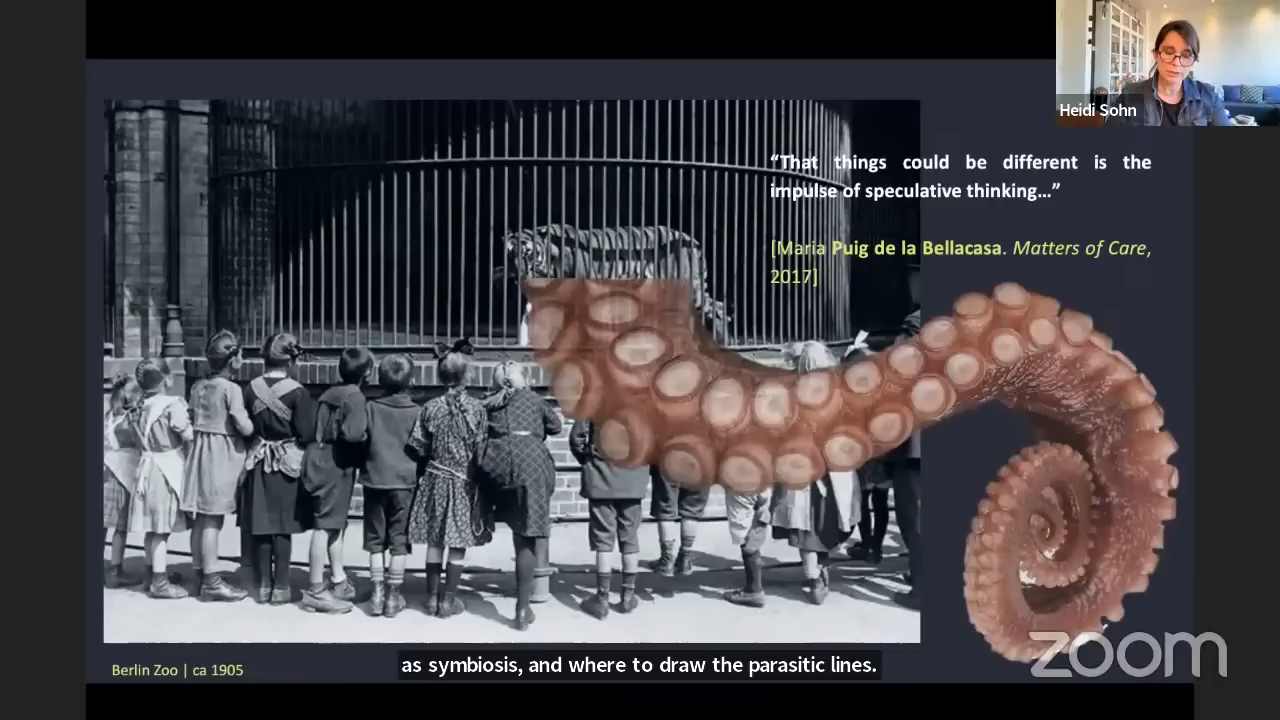 Heidi Sohn
“That things could be different is the
impulse of speculative thinking…”
[Maria Puig de la Bellacasa. Matters of Care,
2017]
as symbiosis, and where to draw the parasitic lines.
Berlin Zoo | ca 1905
zoom